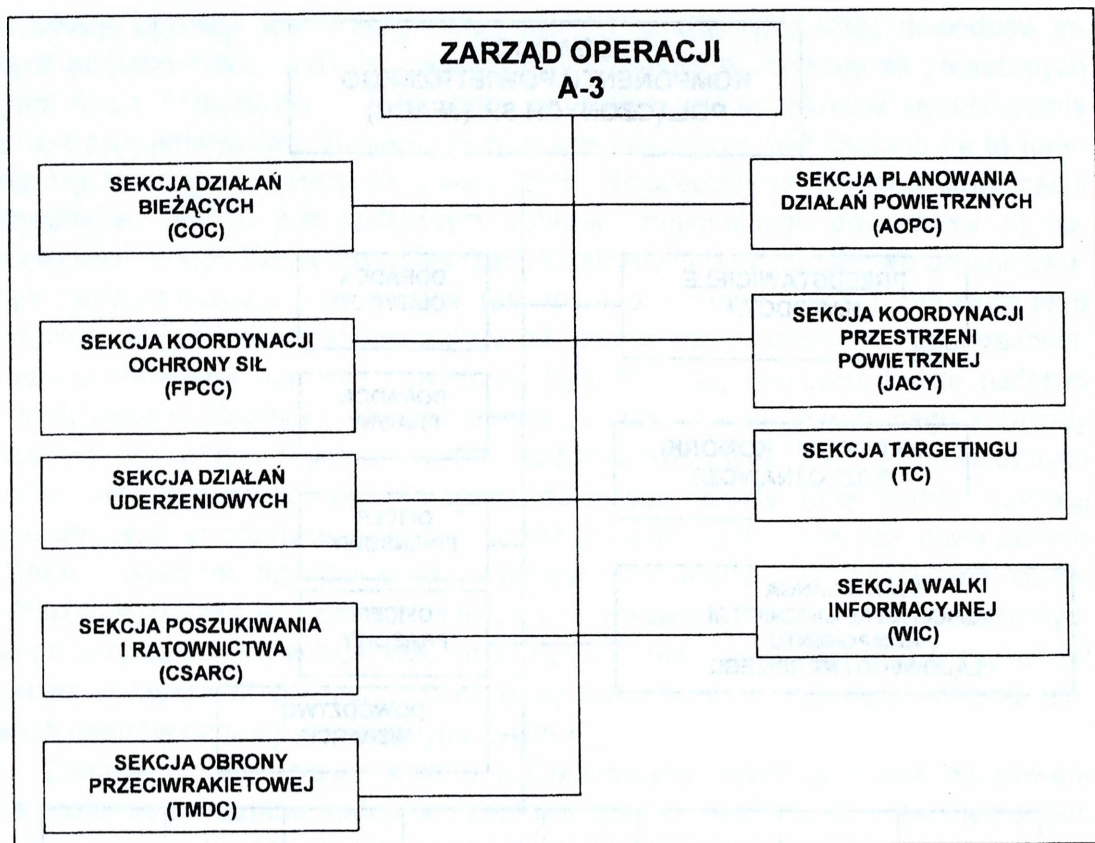 ZARZĄD OPERACJI
A-3
SEKCJA DZIAŁAŃ
BIEŻĄCYCH
(COC)
SEKCJA PLANOWANIA
DZIAŁAŃ POWIETRZNYCH
(AOPC)
SEKCJA KOORDYNACJI
OCHRONY SIŁ
(FPCC)
SEKCJA KOORDYNACJI
PRZESTRZENI
POWIETRZNEJ
(JACY)
SEKCJA DZIAŁAŃ
UDERZENIOWYCH
SEKCJA TARGETINGU
(TC)
SEKCJA POSZUKIWANIA
I RATOWNICTWA
(CSARC)
SEKCJA WALKI
INFORMACYJNEJ
(WIC)
SEKCJA OBRONY
PRZECIWRAKIETOWEJ
(TMDC)